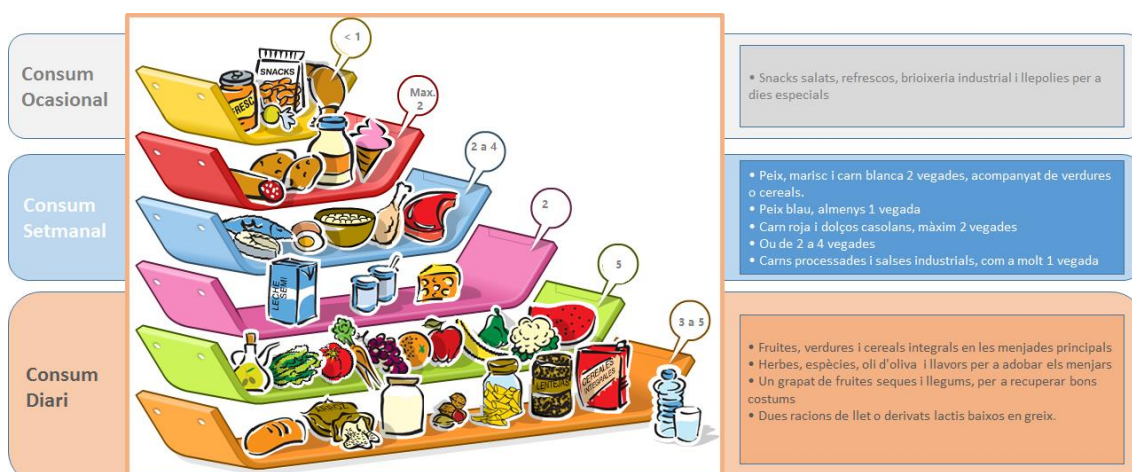 Consum
Ocasional
< 1
SNACKS
FRESC
Max.
2
• Snacks salats, refrescos, brioixeria industrial i llepolies per a
dies especials
Consum
Setmanal
2 a 4
2
LECHE
SEMI
• Peix, marisc i carn blanca 2 vegades, acompanyat de verdures
o cereals.
• Peix blau, almenys 1 vegada
• Carn roja i dolços casolans, màxim 2 vegades
• Ou de 2 a 4 vegades
• Carns processades i salses industrials, com a molt 1 vegada
Consum
Diari
5
3 a 5
ARROZ
LENTEJAS
CEREALES
INTEGRALES
• Fruites, verdures i cereals integrals en les menjades principals
• Herbes, espècies, oli d'oliva i llavors per a adobar els menjars
• Un grapat de fruites seques i llegums, per a recuperar bons
costums
• Dues racions de llet o derivats lactis baixos en greix.